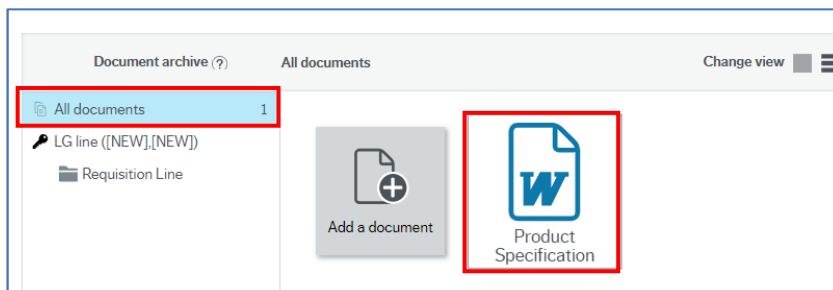 Document archive (?)
All documents
Change view
All documents 1
LG line ([NEW],[NEW])
Requisition Line
Add a document
W
Product
Specification